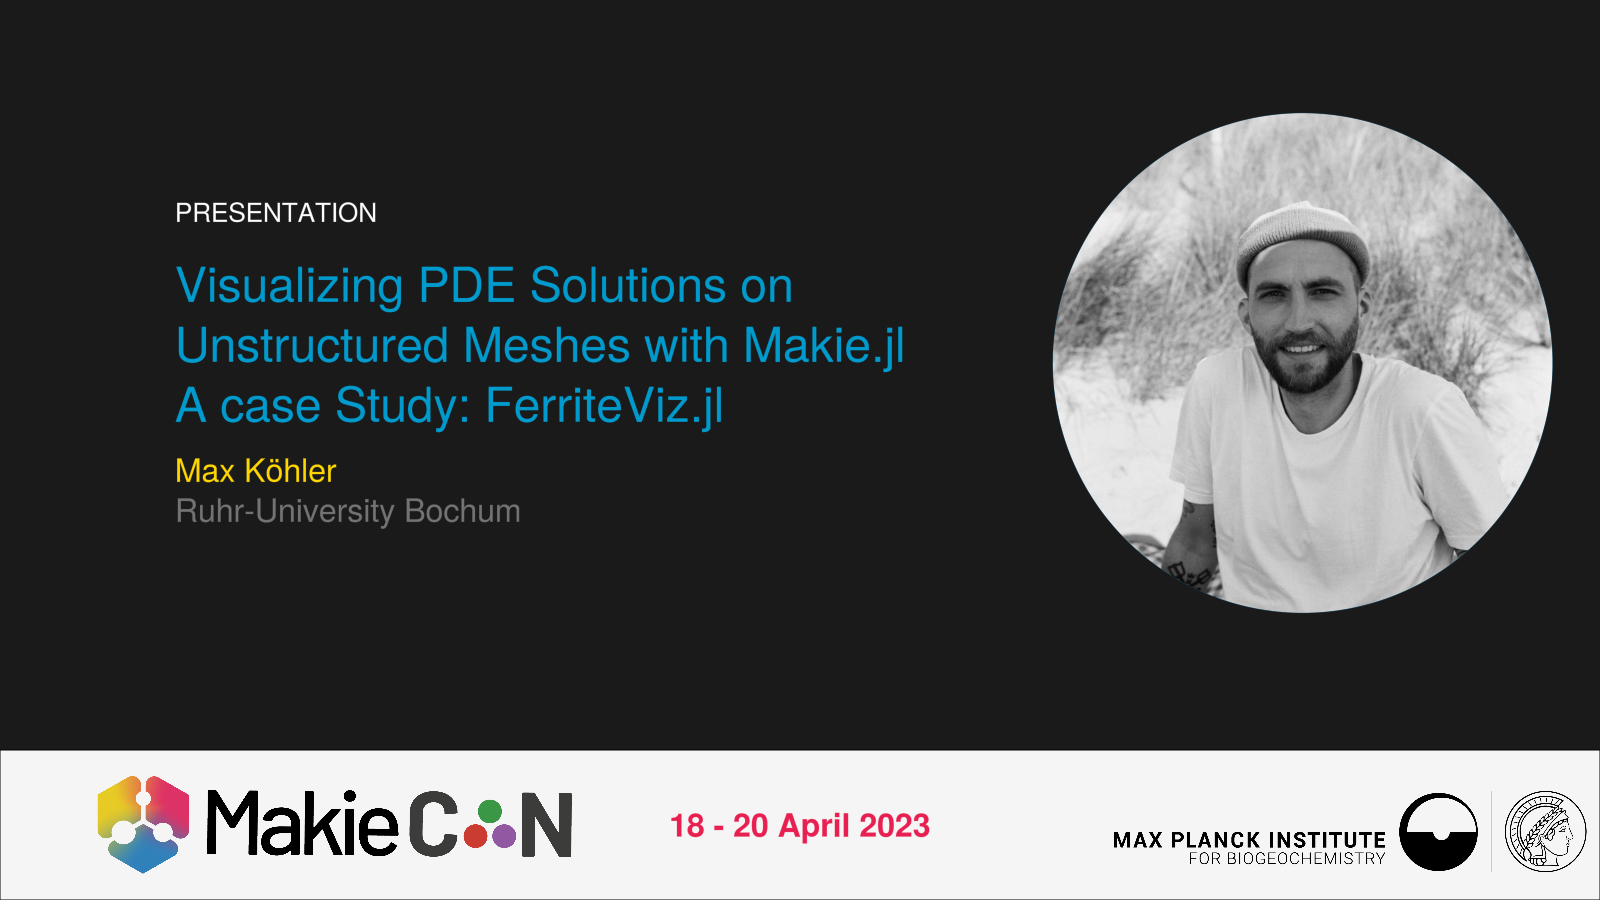 PRESENTATION
Visualizing PDE Solutions on
Unstructured Meshes with Makie.jl
A case Study: FerriteViz.jl
Max Köhler
Ruhr-University Bochum
MakieCON
18 - 20 April 2023
MAX PLANCK INSTITUTE
FOR BIOGEOCHEMISTRY